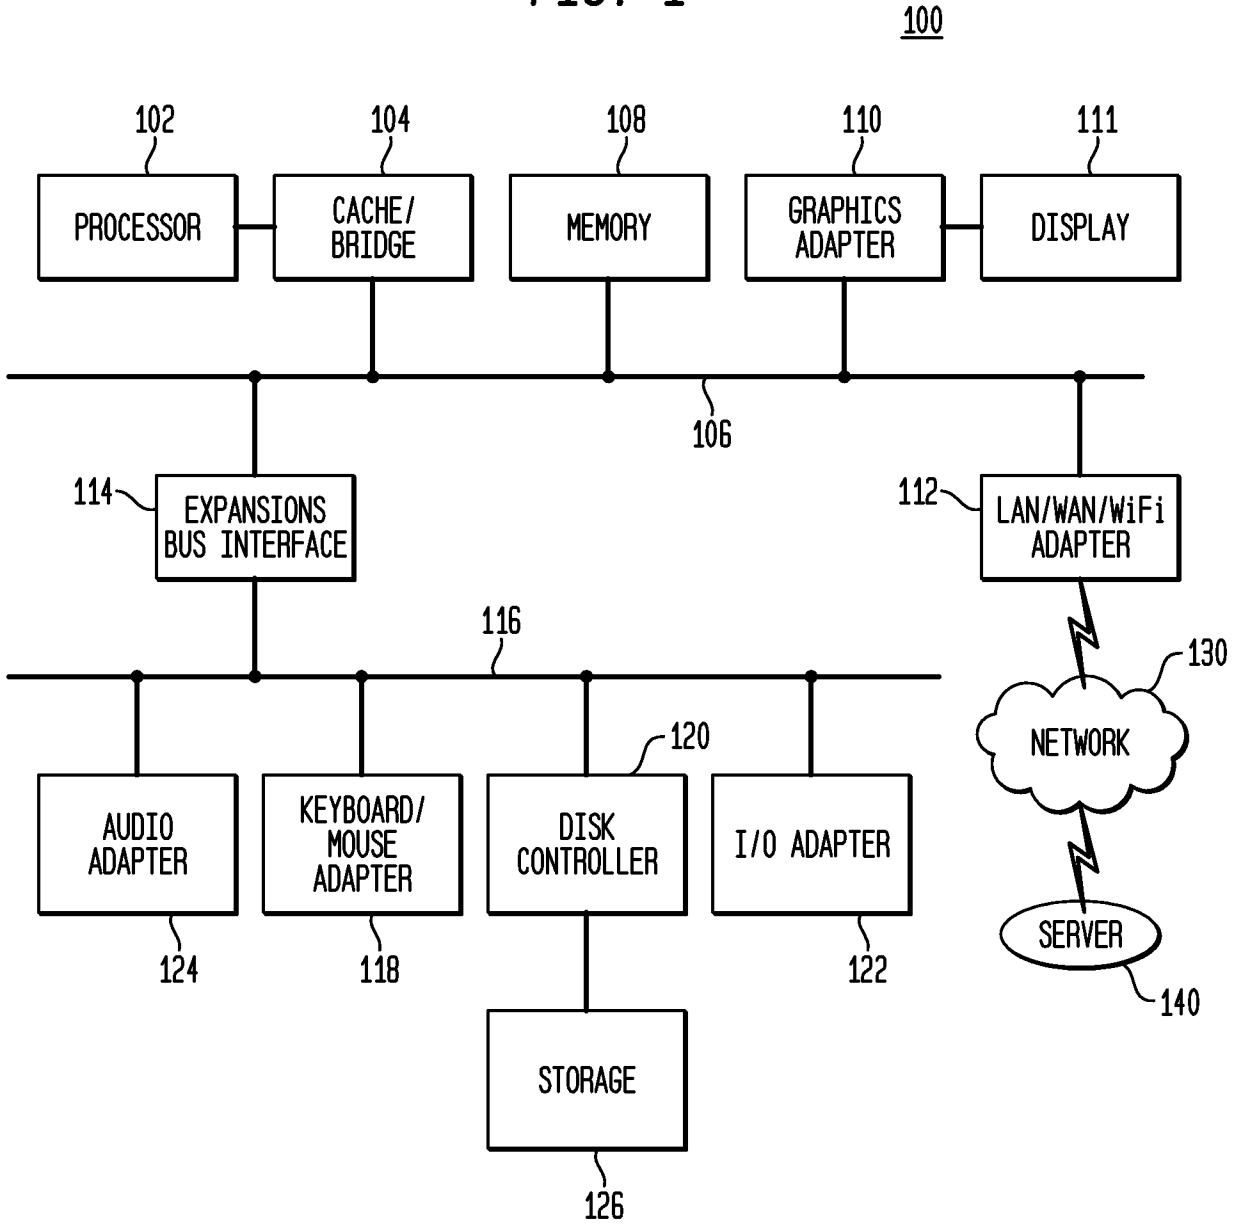 100
102
104
108
110
111
PROCESSOR
CACHE/
BRIDGE
MEMORY
GRAPHICS
ADAPTER
DISPLAY
106
114
EXPANSIONS
BUS INTERFACE
112
LAN/WAN/WiFi
ADAPTER
116
130
NETWORK
120
AUDIO
ADAPTER
KEYBOARD/
MOUSE
ADAPTER
DISK
CONTROLLER
I/O ADAPTER
SERVER
124
118
122
140
STORAGE
126